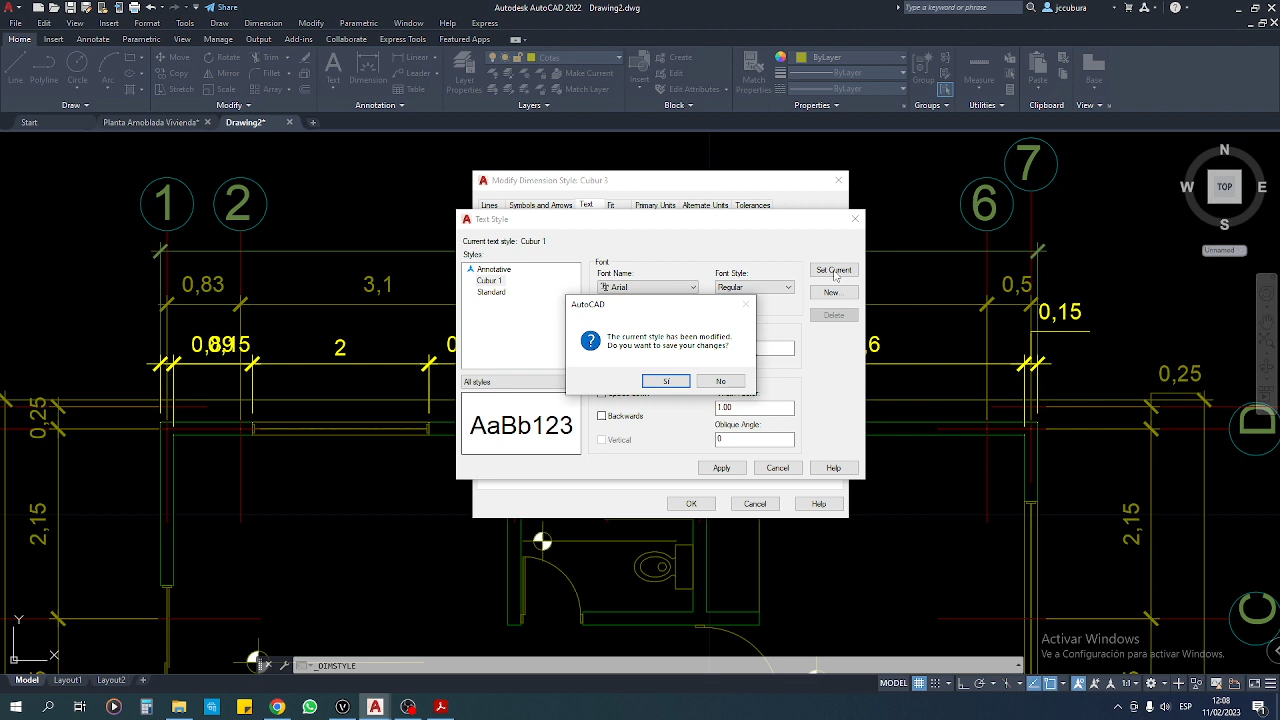 Share
Autodesk AutoCAD 2022 Drawing2.dwg
Type a keyword or phrase
jccubura
File Edit View Insert Format Tools Draw Dimension Modify Parametric Window Help Express
Home Insert Annotate Parametric View Manage Output Add-ins Collaborate Express Tools Featured Apps
Line Polyline Circle Arc
Move Rotate Trim
Copy Mirror Fillet
Stretch Scale Array
Text Dimension
Linear
Leader
Table
Layer Properties
Cotes
Make Current
Match Layer
Insert
Create
Edit
Edit Attributes
Match Properties
ByLayer
ByLayer
ByLayer
Group
Measure
Paste
Base
Draw Modify Annotation Layers Block Properties Groups Utilities Clipboard View
Start Planta Amoblada Vivienda* Drawing2*
1 2 6 7
N
W TOP E
S
Unnamed
Modify Dimension Style: Cubur 3
Lines Symbols and Arrows Text Fit Primary Units Alternate Units Tolerances
Text Style
Current text style: Cubur 1
Styles:
Annotative
Cubur 1
Standard
Font
Font Name: Font Style:
Arial Regular
Set Current
New...
Delete
AutoCAD
The current style has been modified.
Do you want to save your changes?
Sí No
All styles
AaBb123
1.00
Backwards
Oblique Angle:
0
Vertical
Apply Cancel Help
OK Cancel Help
0,83 3,1 0,5
0,15
2
0,25
0,25
2,15
2,15
D
C
Y
X
_DIMSTYLE
Activar Windows
Ve a Configuración para activar Windows.
Model Layout1 Layout2
MODEL 1:1
ESP
12:08
11/02/2023